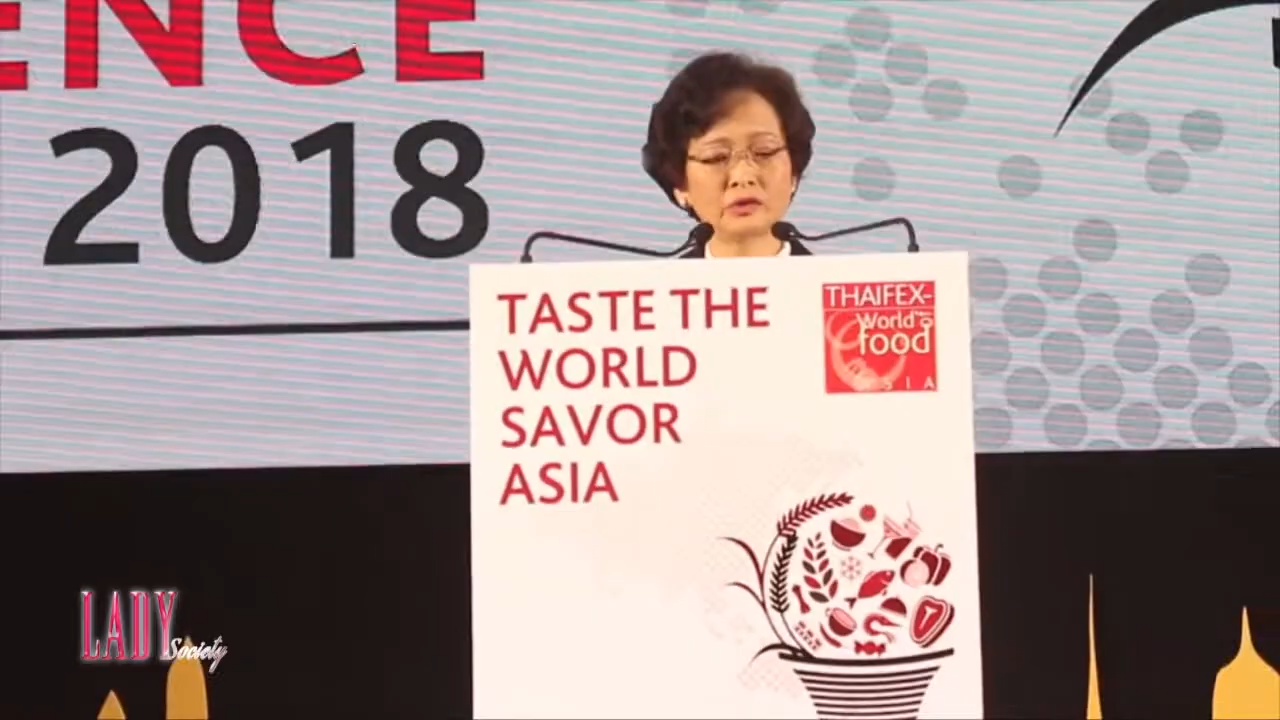 ENCE
2018
TASTE THE
WORLD
SAVOR
ASIA
THAIFEX-
World of
food
ASIA
LADY
Society